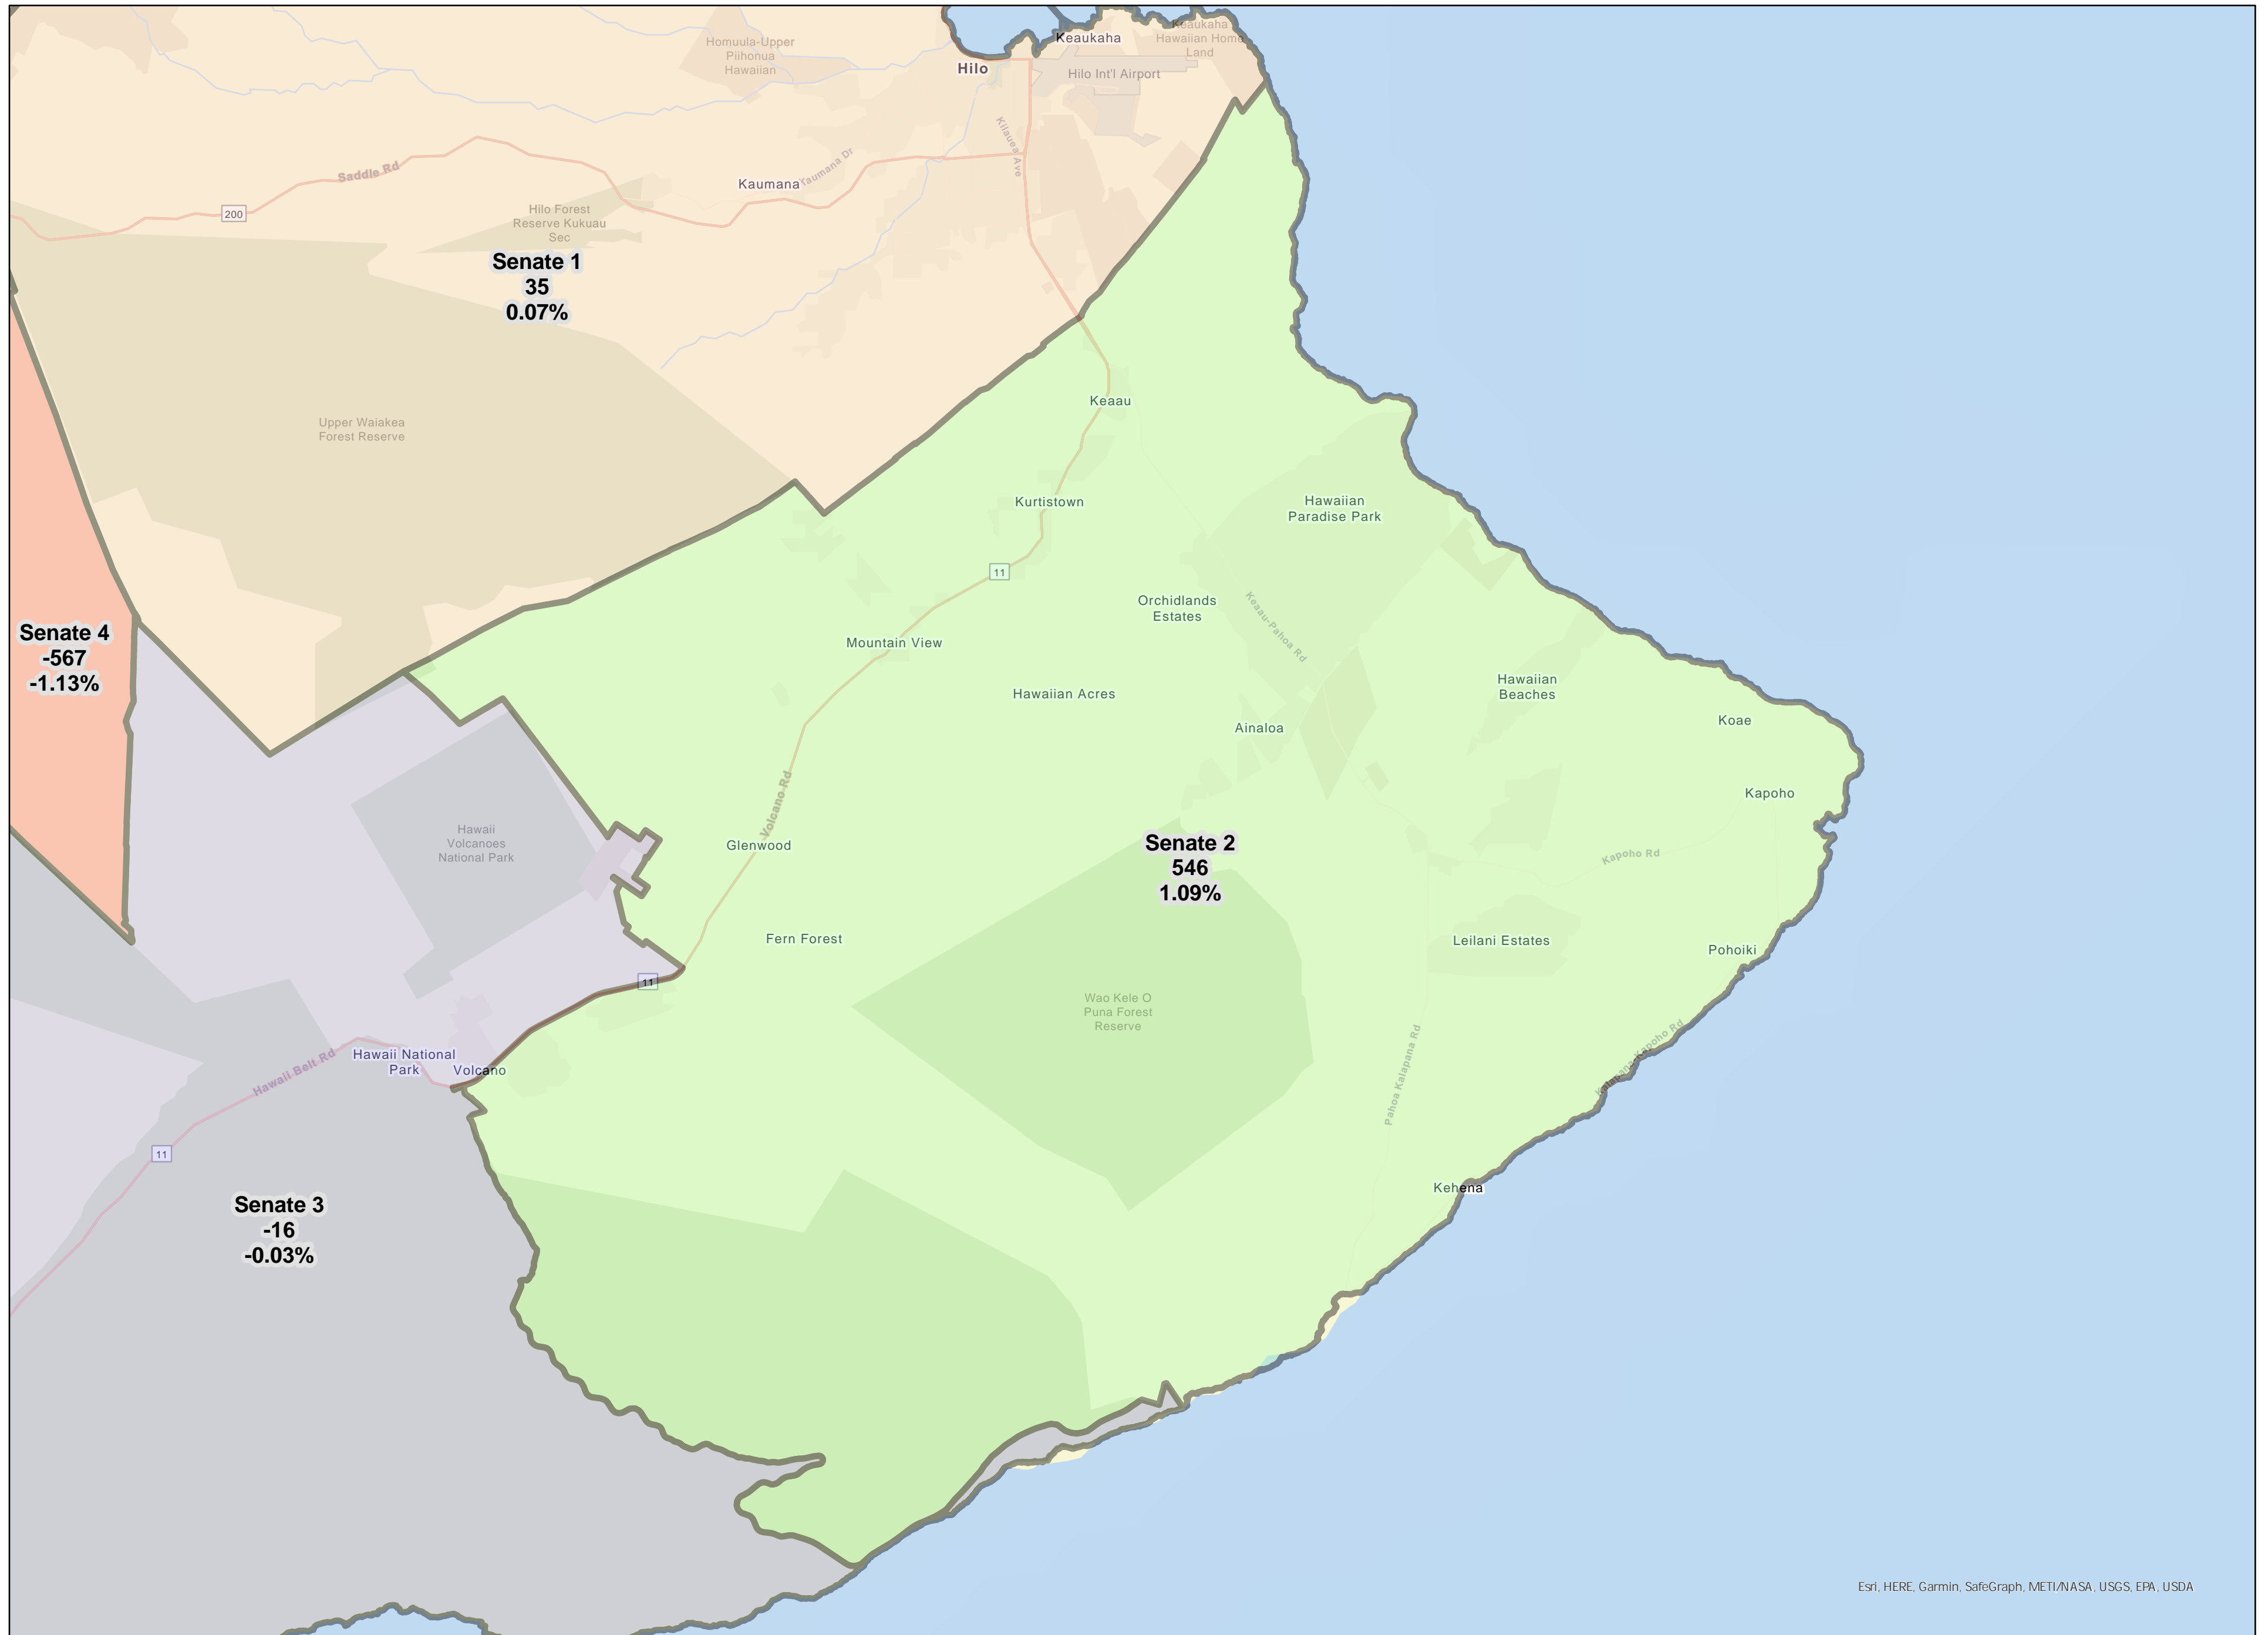 Homuula-Upper
Piihonua
Hawaiian
Hilo
Keaukaha
Keaukaha
Hawaiian Home
Land
Hilo Int'l Airport
Kilauea Ave
Saddle Rd
200
Kaumana
Kaumana Dr
Hilo Forest
Reserve Kukuau
Sec
Senate 1
35
0.07%
Upper Waiakea
Forest Reserve
Keaau
Kurtistown
Hawaiian
Paradise Park
11
Orchidlands
Estates
Keaau-Pahoa Rd
Senate 4
-567
-1.13%
Mountain View
Hawaiian Acres
Hawaiian
Beaches
Koae
Ainaloa
Kapoho
Volcano Rd
Hawaii
Volcanoes
National Park
Glenwood
Senate 2
546
1.09%
Kapoho Rd
Fern Forest
Leilani Estates
Pohoiki
11
Wao Kele O
Puna Forest
Reserve
Hawaii National
Park
Volcano
Hawaii Belt Rd
Pahoa Kalapana Rd
Kalapana-Kapoho Rd
11
Kehena
Senate 3
-16
-0.03%
Esri, HERE, Garmin, SafeGraph, METI/NASA, USGS, EPA, USDA